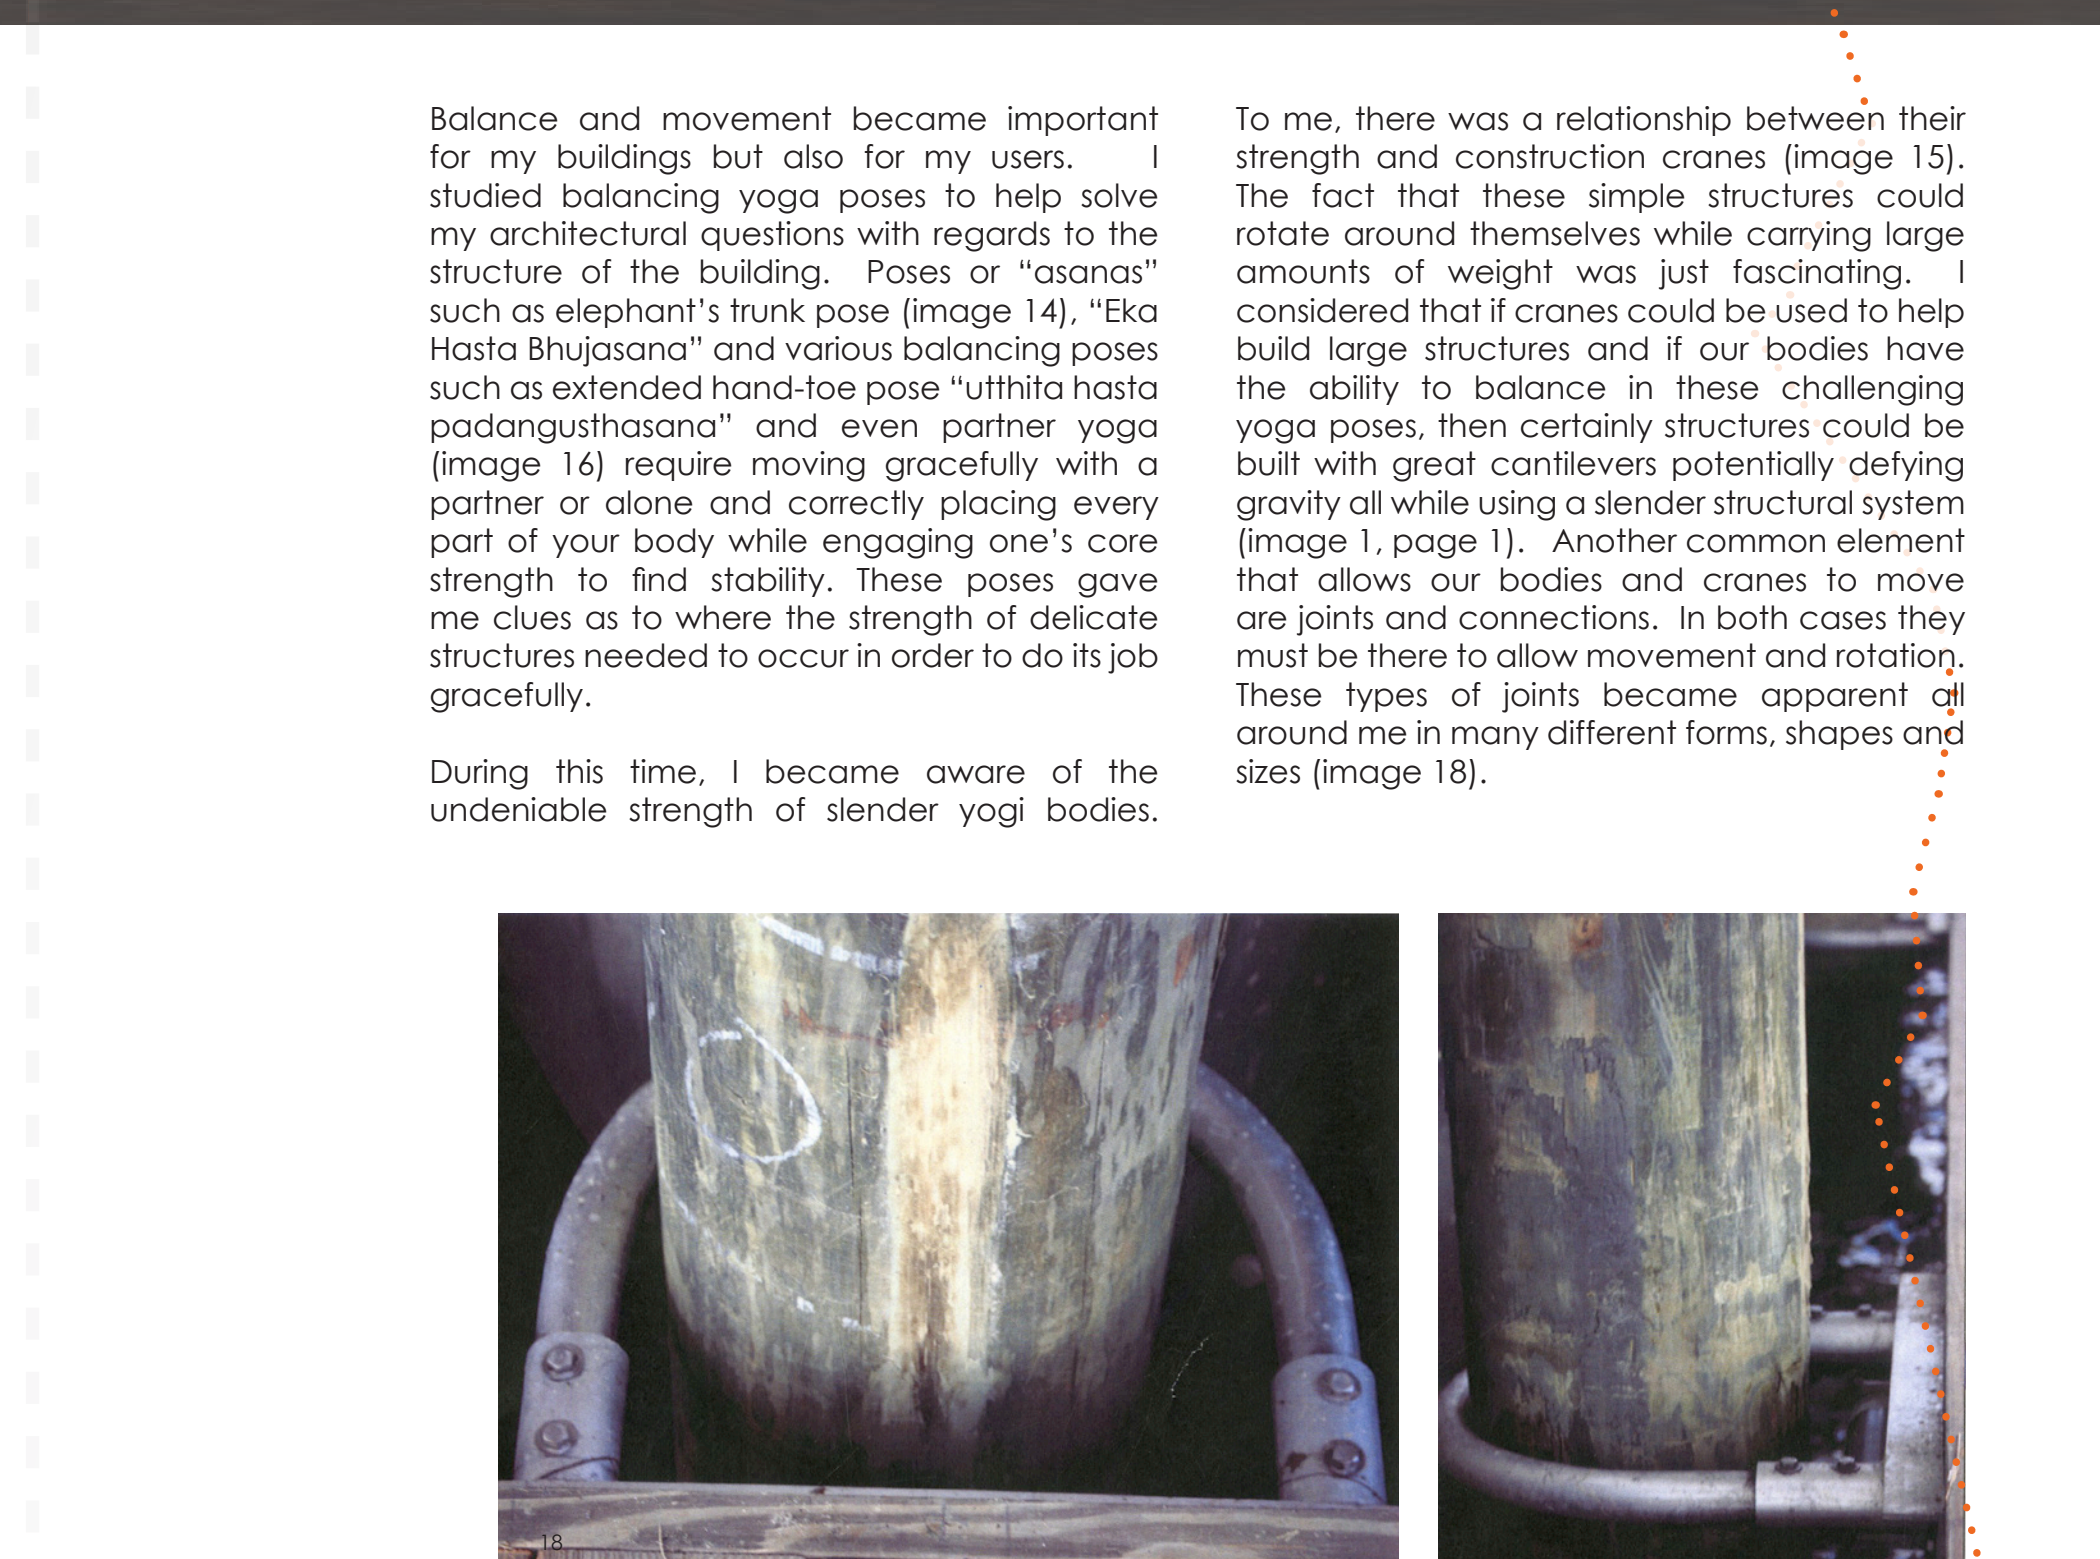 Balance and movement became important
for my buildings but also for my users. I
studied balancing yoga poses to help solve
my architectural questions with regards to the
structure of the building. Poses or “asanas”
such as elephant’s trunk pose (image 14), “Eka
Hasta Bhujasana” and various balancing poses
such as extended hand-toe pose “utthita hasta
padangusthasana” and even partner yoga
(image 16) require moving gracefully with a
partner or alone and correctly placing every
part of your body while engaging one’s core
strength to find stability. These poses gave
me clues as to where the strength of delicate
structures needed to occur in order to do its job
gracefully.
During this time, I became aware of the
undeniable strength of slender yogi bodies.
To me, there was a relationship between their
strength and construction cranes (image 15).
The fact that these simple structures could
rotate around themselves while carrying large
amounts of weight was just fascinating. I
considered that if cranes could be used to help
build large structures and if our bodies have
the ability to balance in these challenging
yoga poses, then certainly structures could be
built with great cantilevers potentially defying
gravity all while using a slender structural system
(image 1, page 1). Another common element
that allows our bodies and cranes to move
are joints and connections. In both cases they
must be there to allow movement and rotation.
These types of joints became apparent all
around me in many different forms, shapes and
sizes (image 18).
18